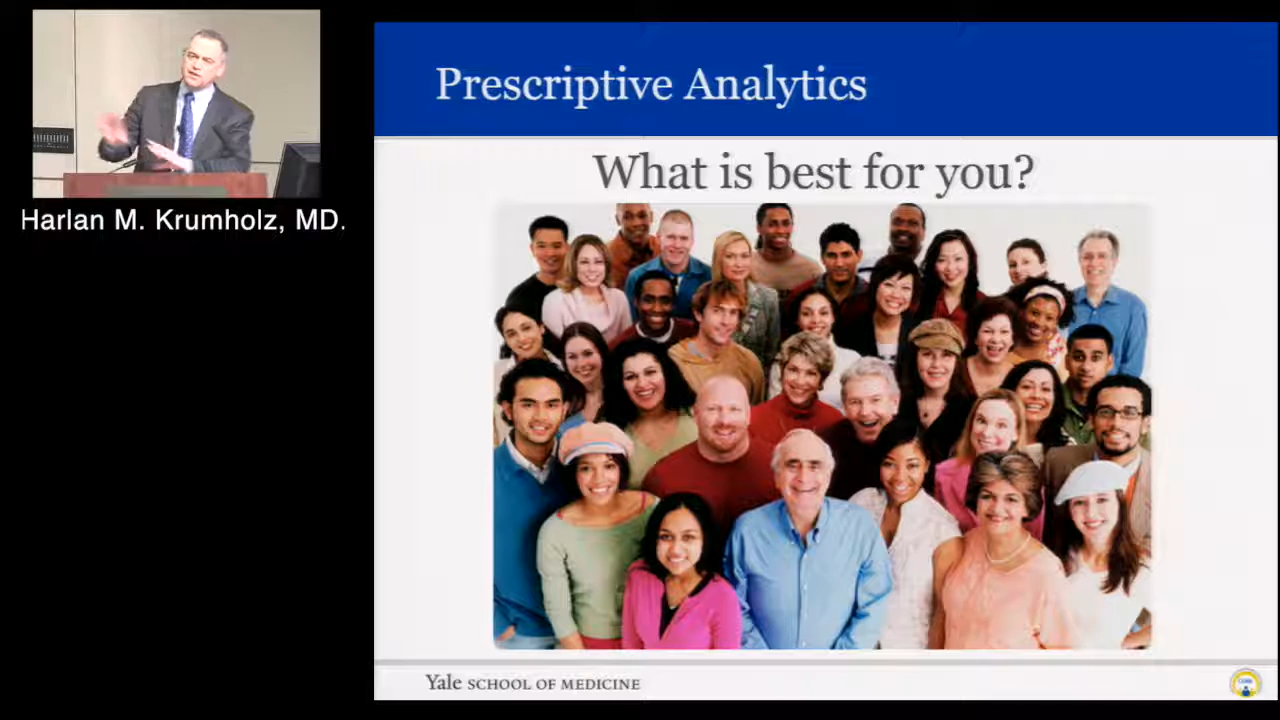 Harlan M. Krumholz, MD.
Prescriptive Analytics
What is best for you?
Yale SCHOOL OF MEDICINE